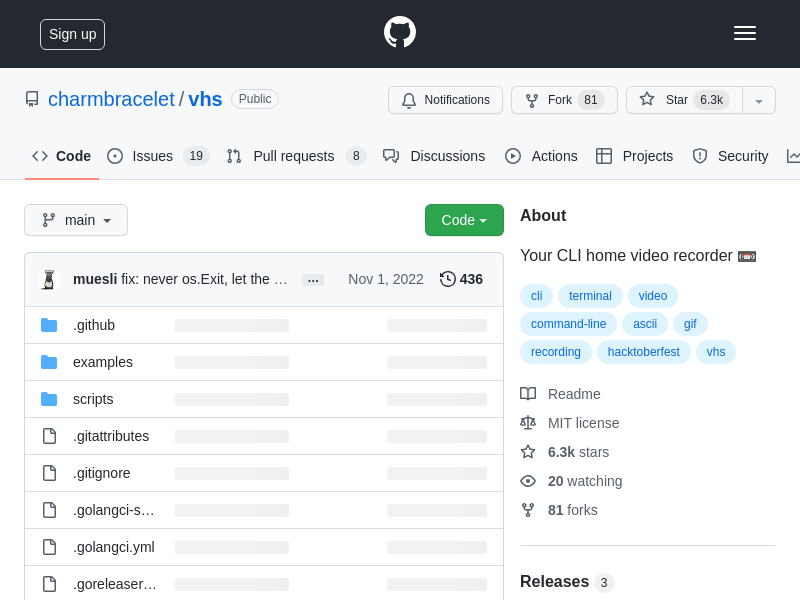 Sign up
charmbracelet / vhs Public
Notifications Fork 81 Star 6.3k
Code Issues 19 Pull requests 8 Discussions Actions Projects Security
main Code
muesli fix: never os.Exit, let the … ... Nov 1, 2022 436
.github
examples
scripts
.gitattributes
.gitignore
.golangci-s…
.golangci.yml
.goreleaser…
About
Your CLI home video recorder 📼
cli terminal video
command-line ascii gif
recording hacktoberfest vhs
Readme
MIT license
6.3k stars
20 watching
81 forks
Releases 3